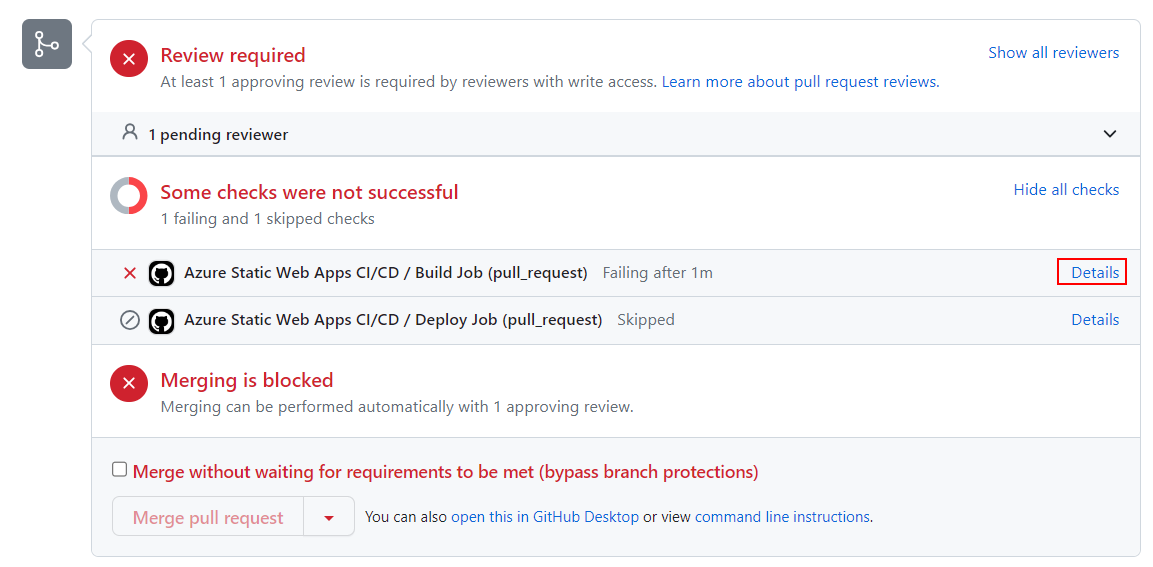 Review required
Show all reviewers
At least 1 approving review is required by reviewers with write access. Learn more about pull request reviews.
1 pending reviewer
Some checks were not successful
Hide all checks
1 failing and 1 skipped checks
Azure Static Web Apps CI/CD / Build Job (pull_request) Failing after 1m Details
Azure Static Web Apps CI/CD / Deploy Job (pull_request) Skipped Details
Merging is blocked
Merging can be performed automatically with 1 approving review.
Merge without waiting for requirements to be met (bypass branch protections)
Merge pull request You can also open this in GitHub Desktop or view command line instructions.